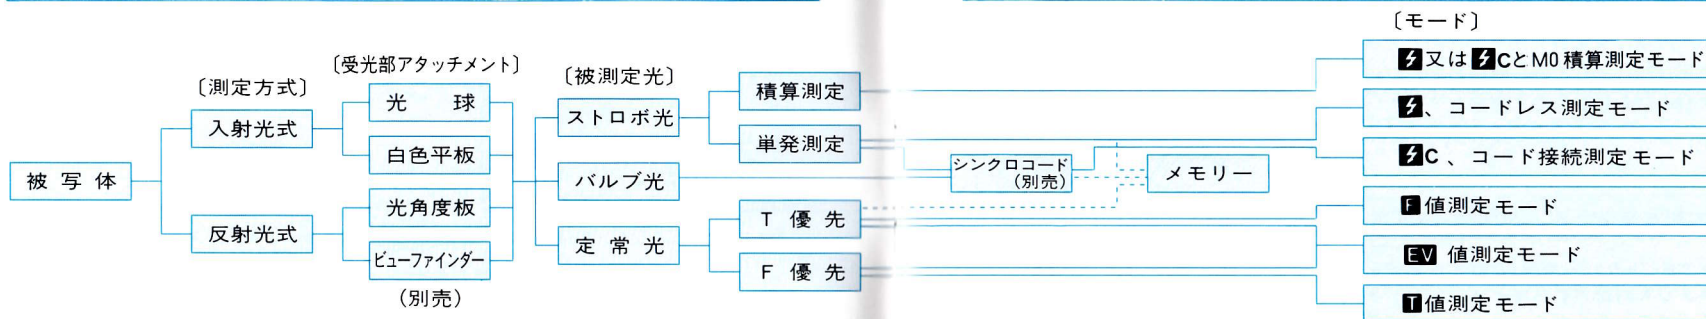 〔測定方式〕
〔受光部アタッチメント〕
〔被測定光〕
〔モード〕
被写体
入射光式
反射光式
光　球
白色平板
光角度板
ビューファインダー
(別売)
ストロボ光
バルブ光
定常光
積算測定
単発測定
T優先
F優先
シンクロコード
(別売)
メモリー
⚡又は⚡CとM0積算測定モード
⚡、コードレス測定モード
⚡C、コード接続測定モード
F値測定モード
EV値測定モード
T値測定モード